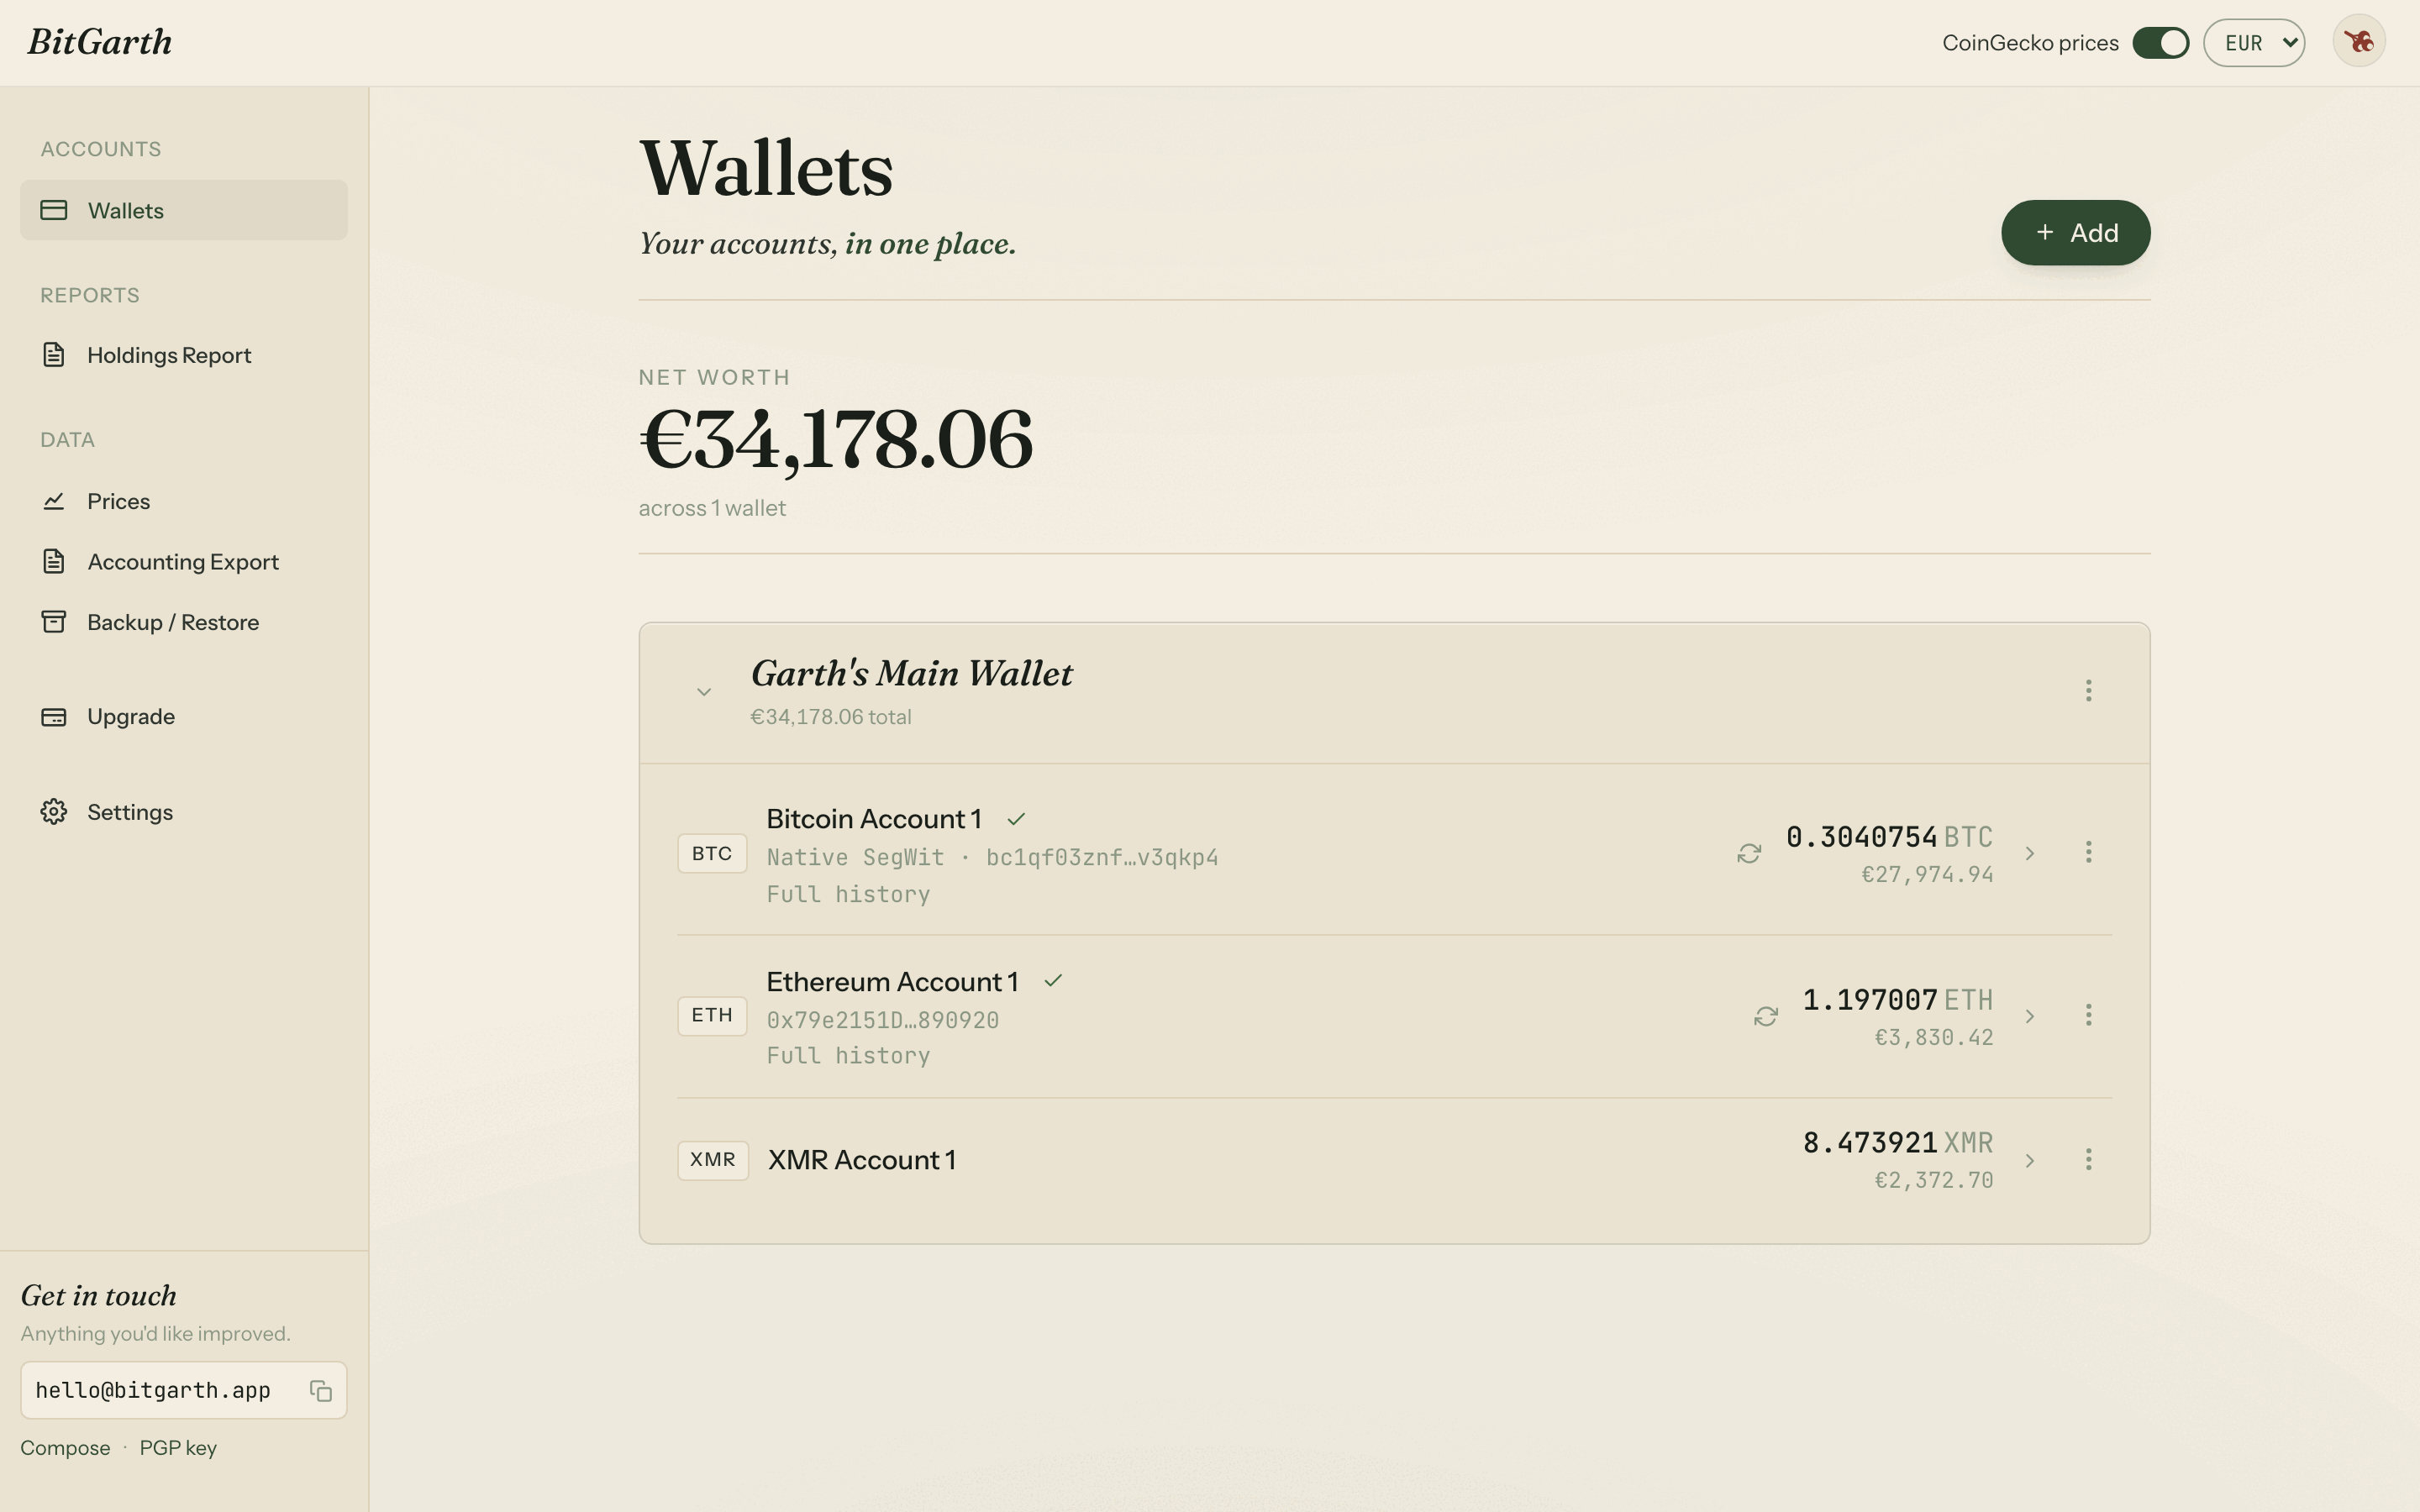 BitGarth
CoinGecko prices
EUR
ACCOUNTS
Wallets
REPORTS
Holdings Report
DATA
Prices
Accounting Export
Backup / Restore
Upgrade
Settings
Get in touch
Anything you'd like improved.
hello@bitgarth.app
Compose · PGP key
Wallets
Your accounts, in one place.
+ Add
NET WORTH
€34,178.06
across 1 wallet
Garth's Main Wallet
€34,178.06 total
BTC
Bitcoin Account 1
Native SegWit · bc1qf03znf…v3qkp4
Full history
0.3040754 BTC
€27,974.94
ETH
Ethereum Account 1
0x79e2151D…890920
Full history
1.197007 ETH
€3,830.42
XMR
XMR Account 1
8.473921 XMR
€2,372.70